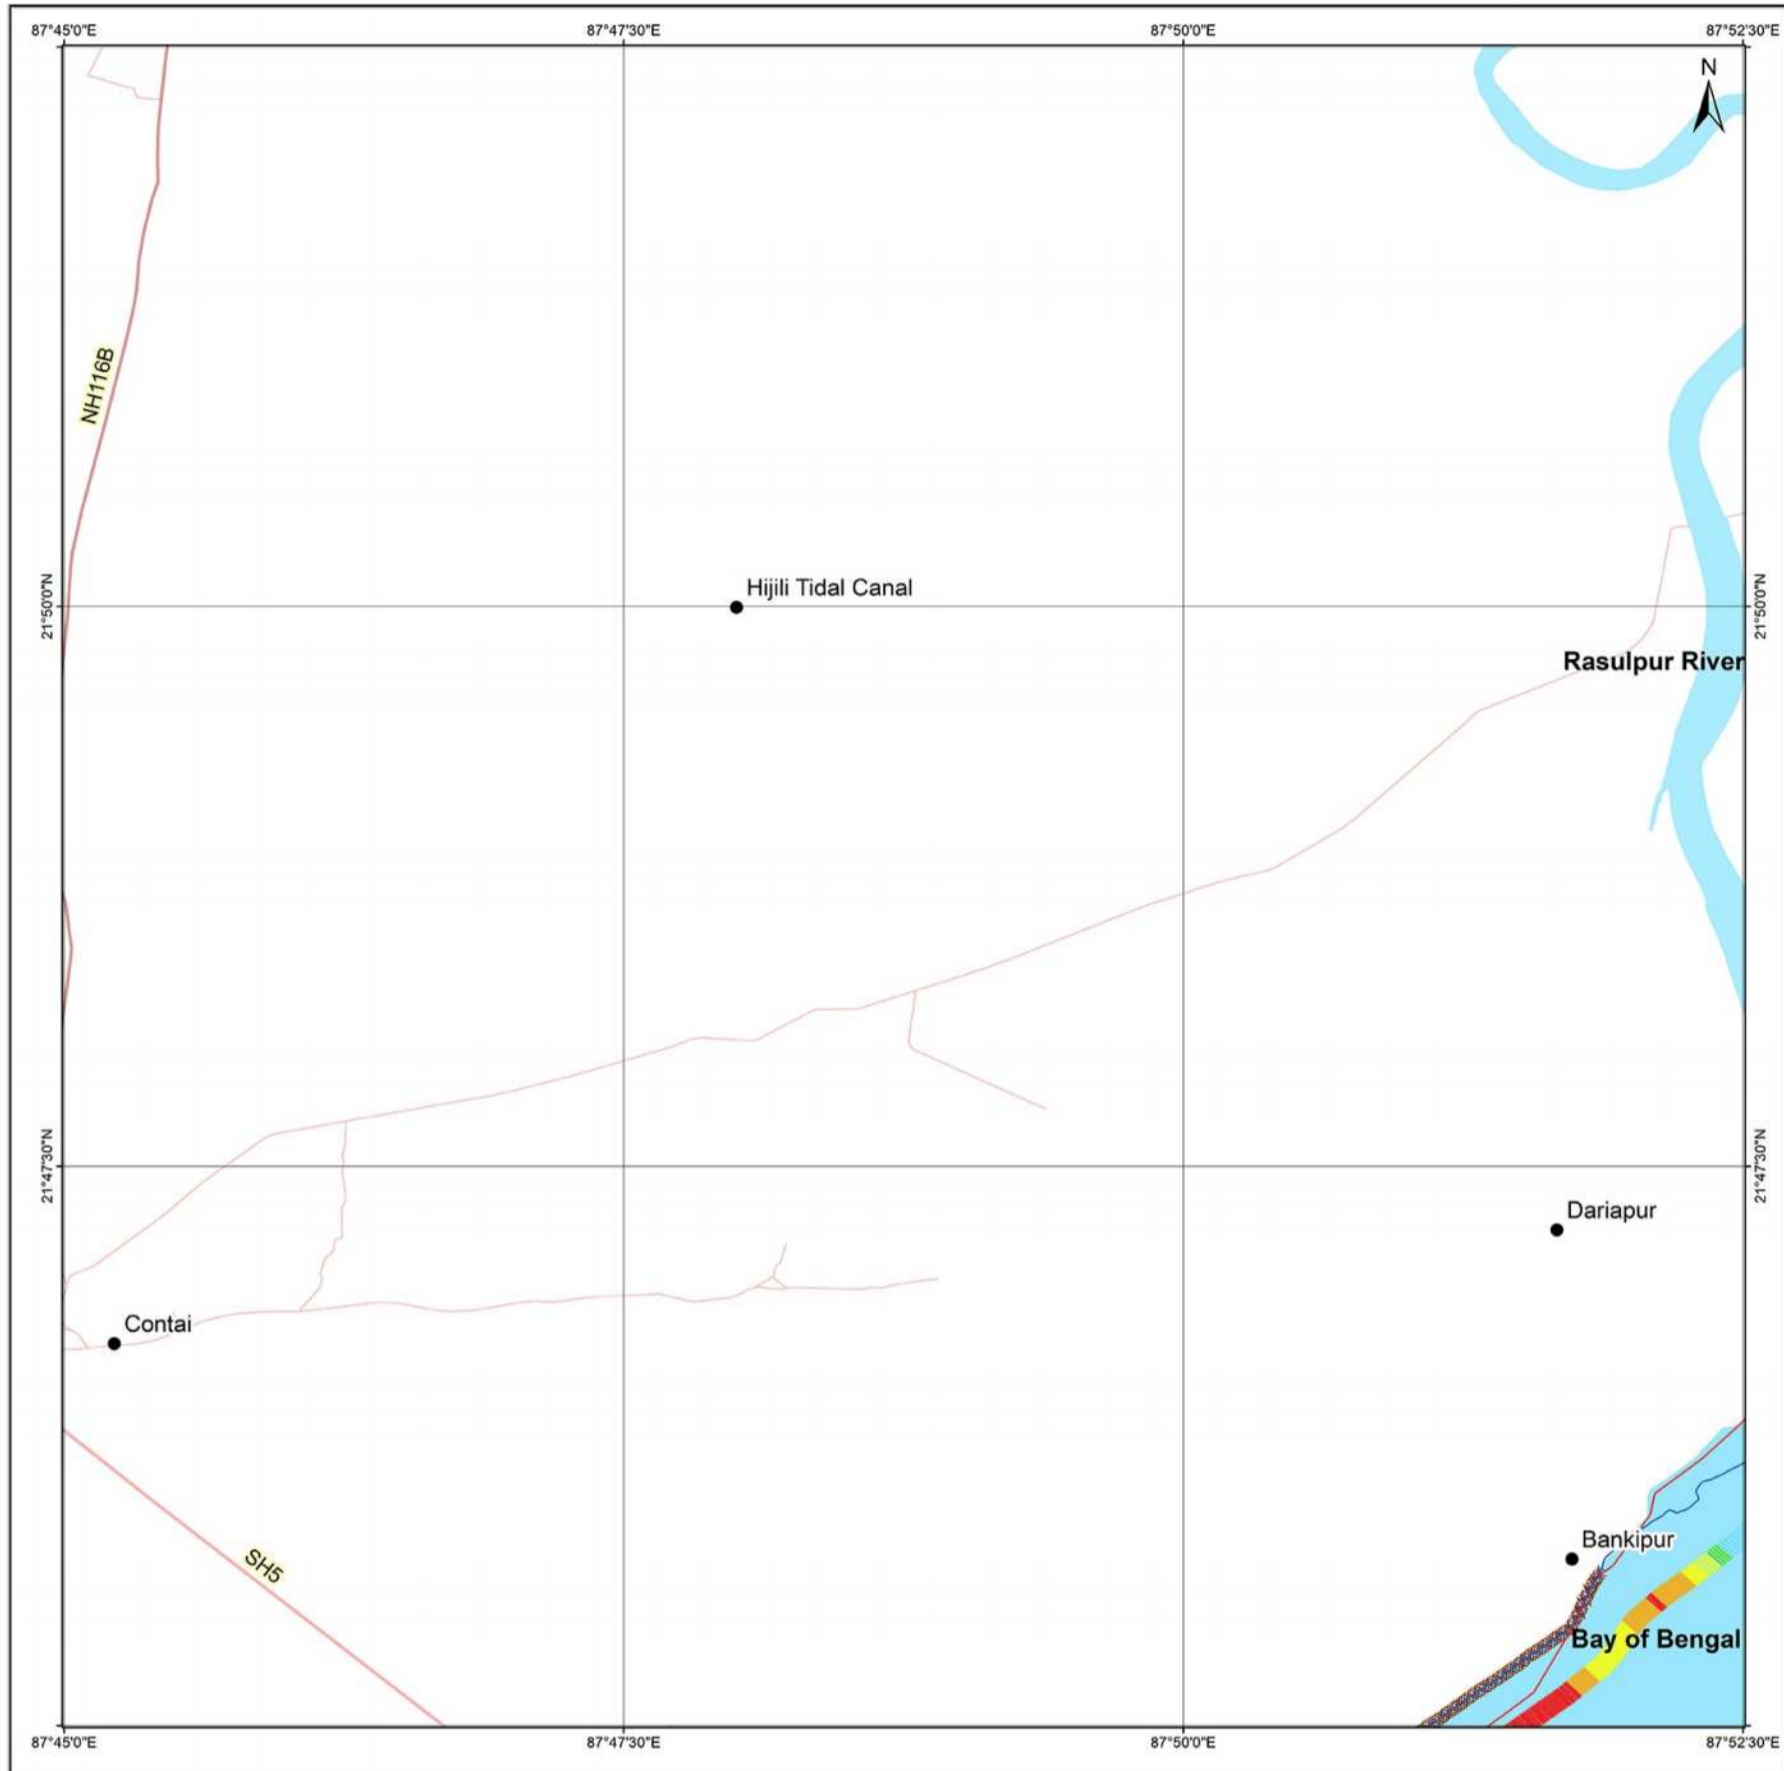 87°45'0"E
87°47'30"E
87°50'0"E
87°52'30"E
N
NH116B
21°50'0"N
Hijili Tidal Canal
21°50'0"N
Rasulpur River
21°47'30"N
21°47'30"N
Dariapur
Contai
Bankipur
SH5
Bay of Bengal
87°45'0"E
87°47'30"E
87°50'0"E
87°52'30"E